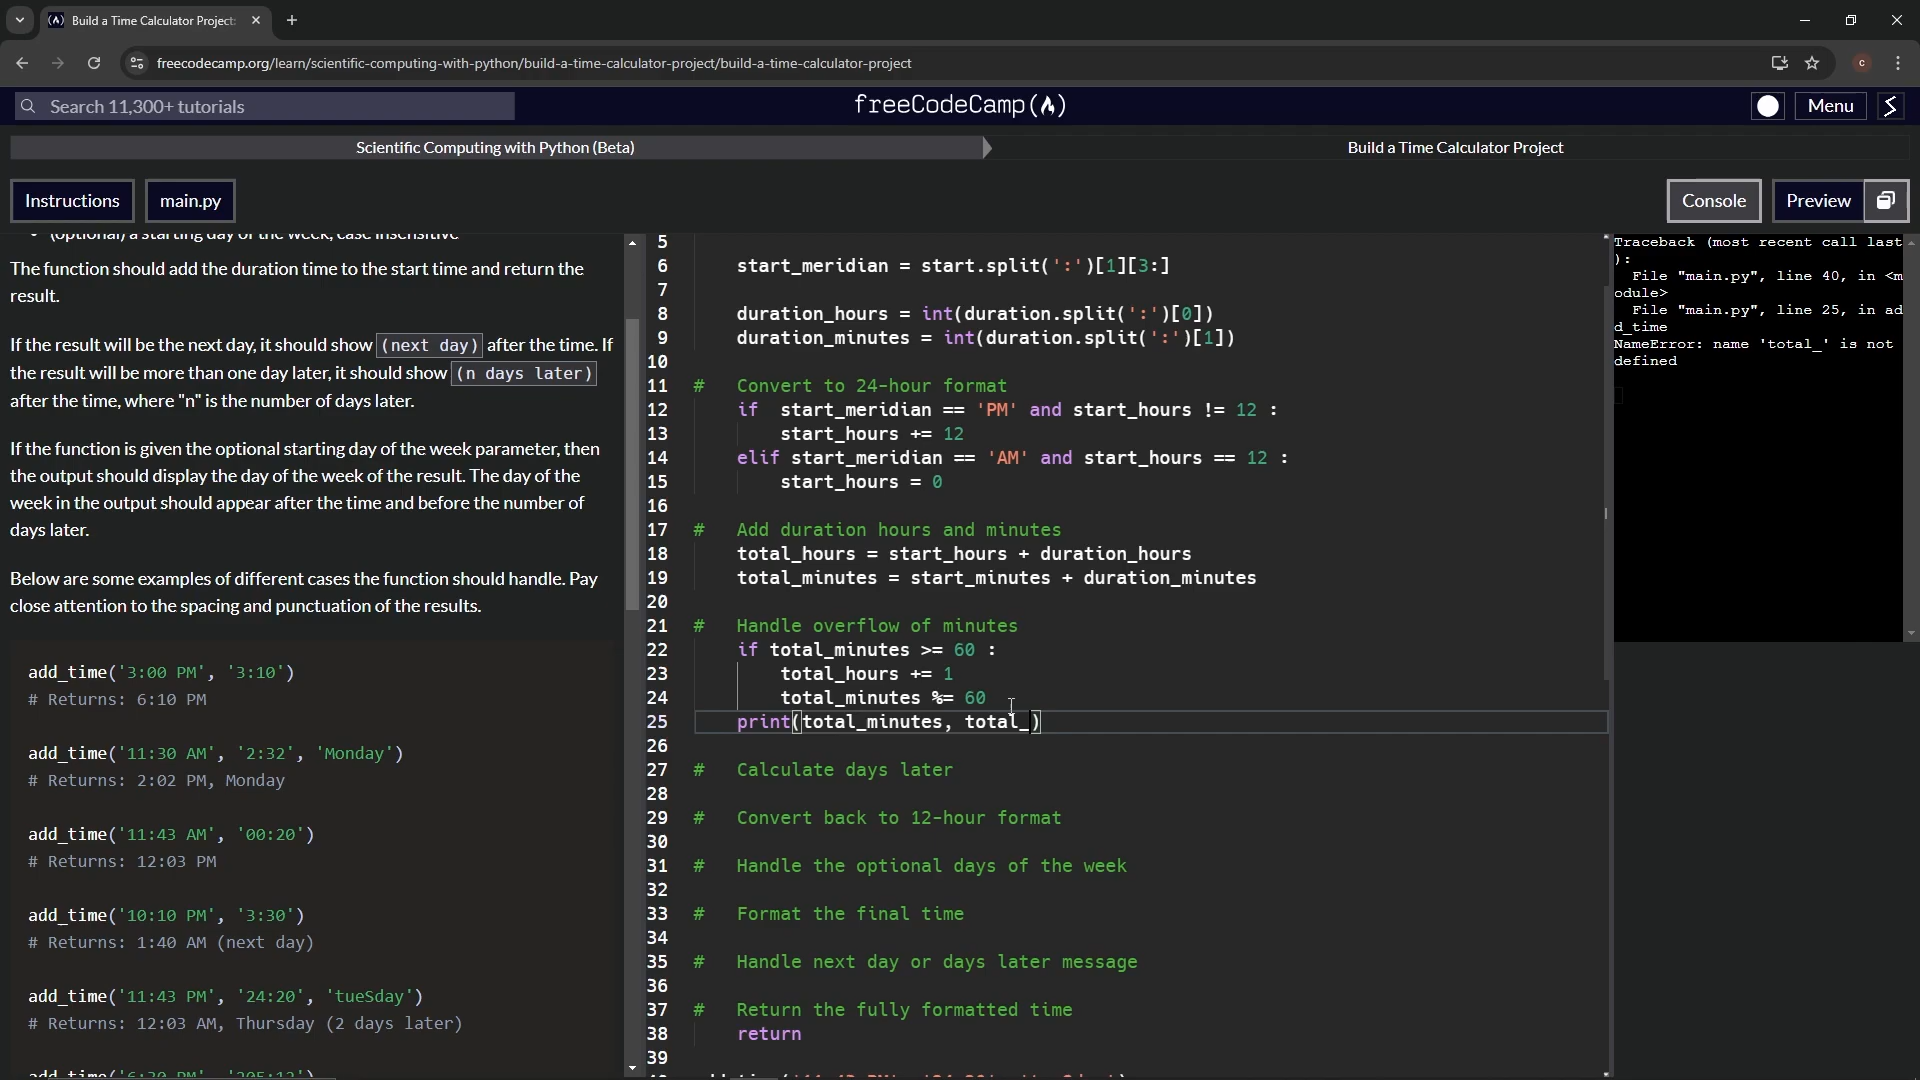 Build a Time Calculator Project
freecodecamp.org/learn/scientific-computing-with-python/build-a-time-calculator-project/build-a-time-calculator-project
c
Search 11,300+ tutorials
freeCodeCamp(🔥)
Menu
Scientific Computing with Python (Beta)
Build a Time Calculator Project
Instructions
main.py
Console
Preview
(optional) a starting day of the week, case insensitive
The function should add the duration time to the start time and return the
result.
If the result will be the next day, it should show (next day) after the time. If
the result will be more than one day later, it should show (n days later)
after the time, where "n" is the number of days later.
If the function is given the optional starting day of the week parameter, then
the output should display the day of the week of the result. The day of the
week in the output should appear after the time and before the number of
days later.
Below are some examples of different cases the function should handle. Pay
close attention to the spacing and punctuation of the results.
add_time('3:00 PM', '3:10')
# Returns: 6:10 PM
add_time('11:30 AM', '2:32', 'Monday')
# Returns: 2:02 PM, Monday
add_time('11:43 AM', '00:20')
# Returns: 12:03 PM
add_time('10:10 PM', '3:30')
# Returns: 1:40 AM (next day)
add_time('11:43 PM', '24:20', 'tueSday')
# Returns: 12:03 AM, Thursday (2 days later)
add_time('6:30 PM', '205:12')
5
6 start_meridian = start.split(':')[1][3:]
7
8 duration_hours = int(duration.split(':')[0])
9 duration_minutes = int(duration.split(':')[1])
10
11 # Convert to 24-hour format
12 if start_meridian == 'PM' and start_hours != 12 :
13 start_hours += 12
14 elif start_meridian == 'AM' and start_hours == 12 :
15 start_hours = 0
16
17 # Add duration hours and minutes
18 total_hours = start_hours + duration_hours
19 total_minutes = start_minutes + duration_minutes
20
21 # Handle overflow of minutes
22 if total_minutes >= 60 :
23 total_hours += 1
24 total_minutes %= 60
25 print(total_minutes, total_)
26
27 # Calculate days later
28
29 # Convert back to 12-hour format
30
31 # Handle the optional days of the week
32
33 # Format the final time
34
35 # Handle next day or days later message
36
37 # Return the fully formatted time
38 return
39
Traceback (most recent call last
):
File "main.py", line 40, in <m
odule>
File "main.py", line 25, in ad
d_time
NameError: name 'total_' is not
defined